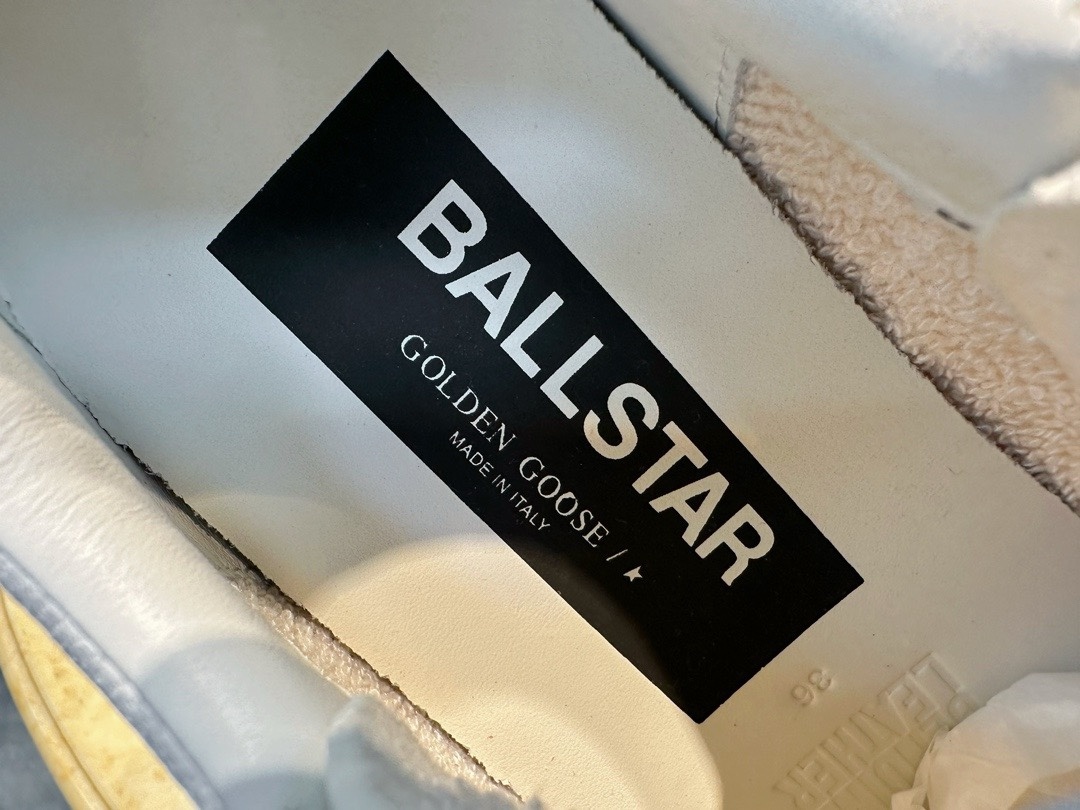 BALLSTAR
GOLDEN GOOSE / ★
MADE IN ITALY
36
LEATHER